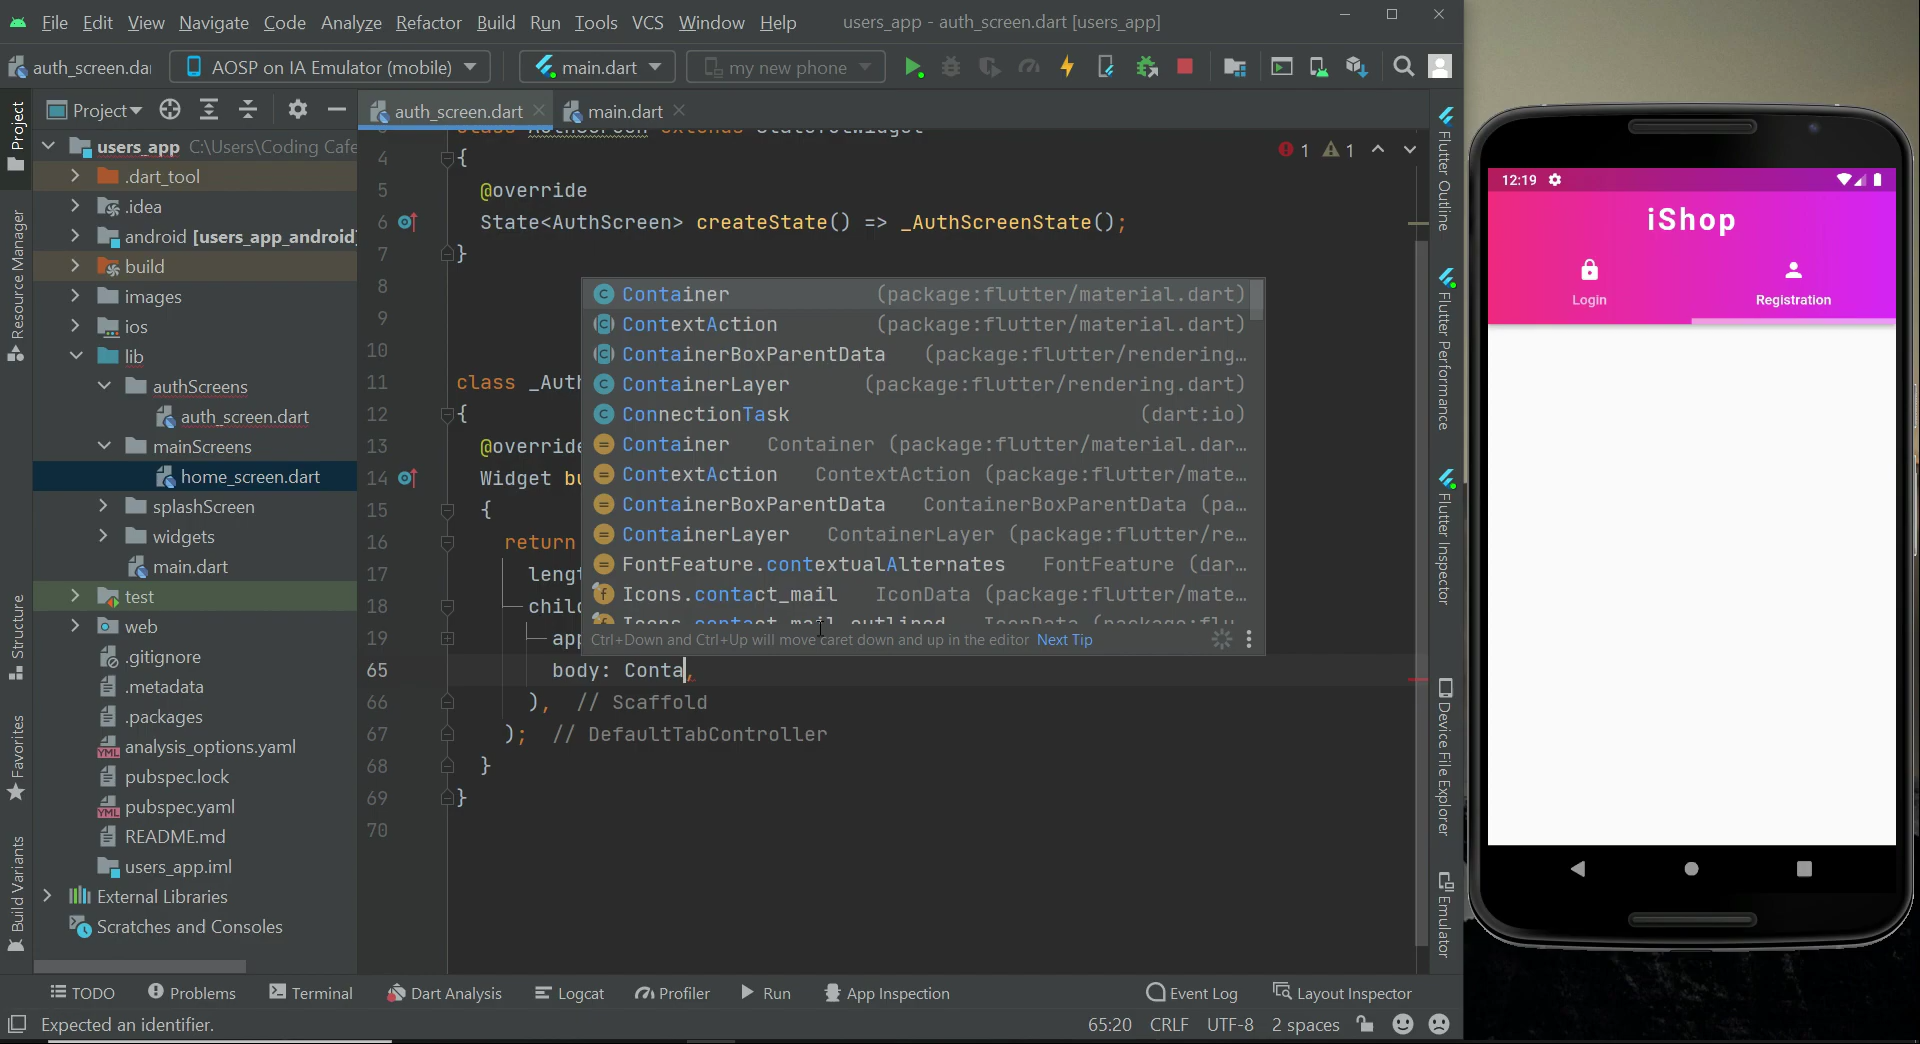 File Edit View Navigate Code Analyze Refactor Build Run Tools VCS Window Help users_app - auth_screen.dart [users_app]
auth_screen.da AOSP on IA Emulator (mobile) main.dart my new phone
Project
auth_screen.dart main.dart
users_app C:\Users\Coding Cafe
.dart_tool
.idea
android [users_app_android]
build
images
ios
lib
authScreens
auth_screen.dart
mainScreens
home_screen.dart
splashScreen
widgets
main.dart
test
web
.gitignore
.metadata
.packages
analysis_options.yaml
pubspec.lock
pubspec.yaml
README.md
users_app.iml
External Libraries
Scratches and Consoles
Project
Resource Manager
Structure
Favorites
Build Variants
class AuthScreen extends StatefulWidget
1 1
4 {
5 @override
6 State<AuthScreen> createState() => _AuthScreenState();
7 }
8
9
10
11 class _Auth
12 {
13 @override
14 Widget bu
15 {
16 return
17 lengt
18 child
19 app
65 body: Conta,
66 ), // Scaffold
67 ); // DefaultTabController
68 }
69 }
70
Container (package:flutter/material.dart)
ContextAction (package:flutter/material.dart)
ContainerBoxParentData (package:flutter/rendering…
ContainerLayer (package:flutter/rendering.dart)
ConnectionTask (dart:io)
Container Container (package:flutter/material.dar…
ContextAction ContextAction (package:flutter/mate…
ContainerBoxParentData ContainerBoxParentData (pa…
ContainerLayer ContainerLayer (package:flutter/re…
FontFeature.contextualAlternates FontFeature (dar…
Icons.contact_mail IconData (package:flutter/mate…
Icons.contact_mail_outlined IconData (package:flu…
Ctrl+Down and Ctrl+Up will move caret down and up in the editor Next Tip
Flutter Outline
Flutter Performance
Flutter Inspector
Device File Explorer
Emulator
12:19
iShop
Login Registration
TODO Problems Terminal Dart Analysis Logcat Profiler Run App Inspection Event Log Layout Inspector
Expected an identifier. 65:20 CRLF UTF-8 2 spaces